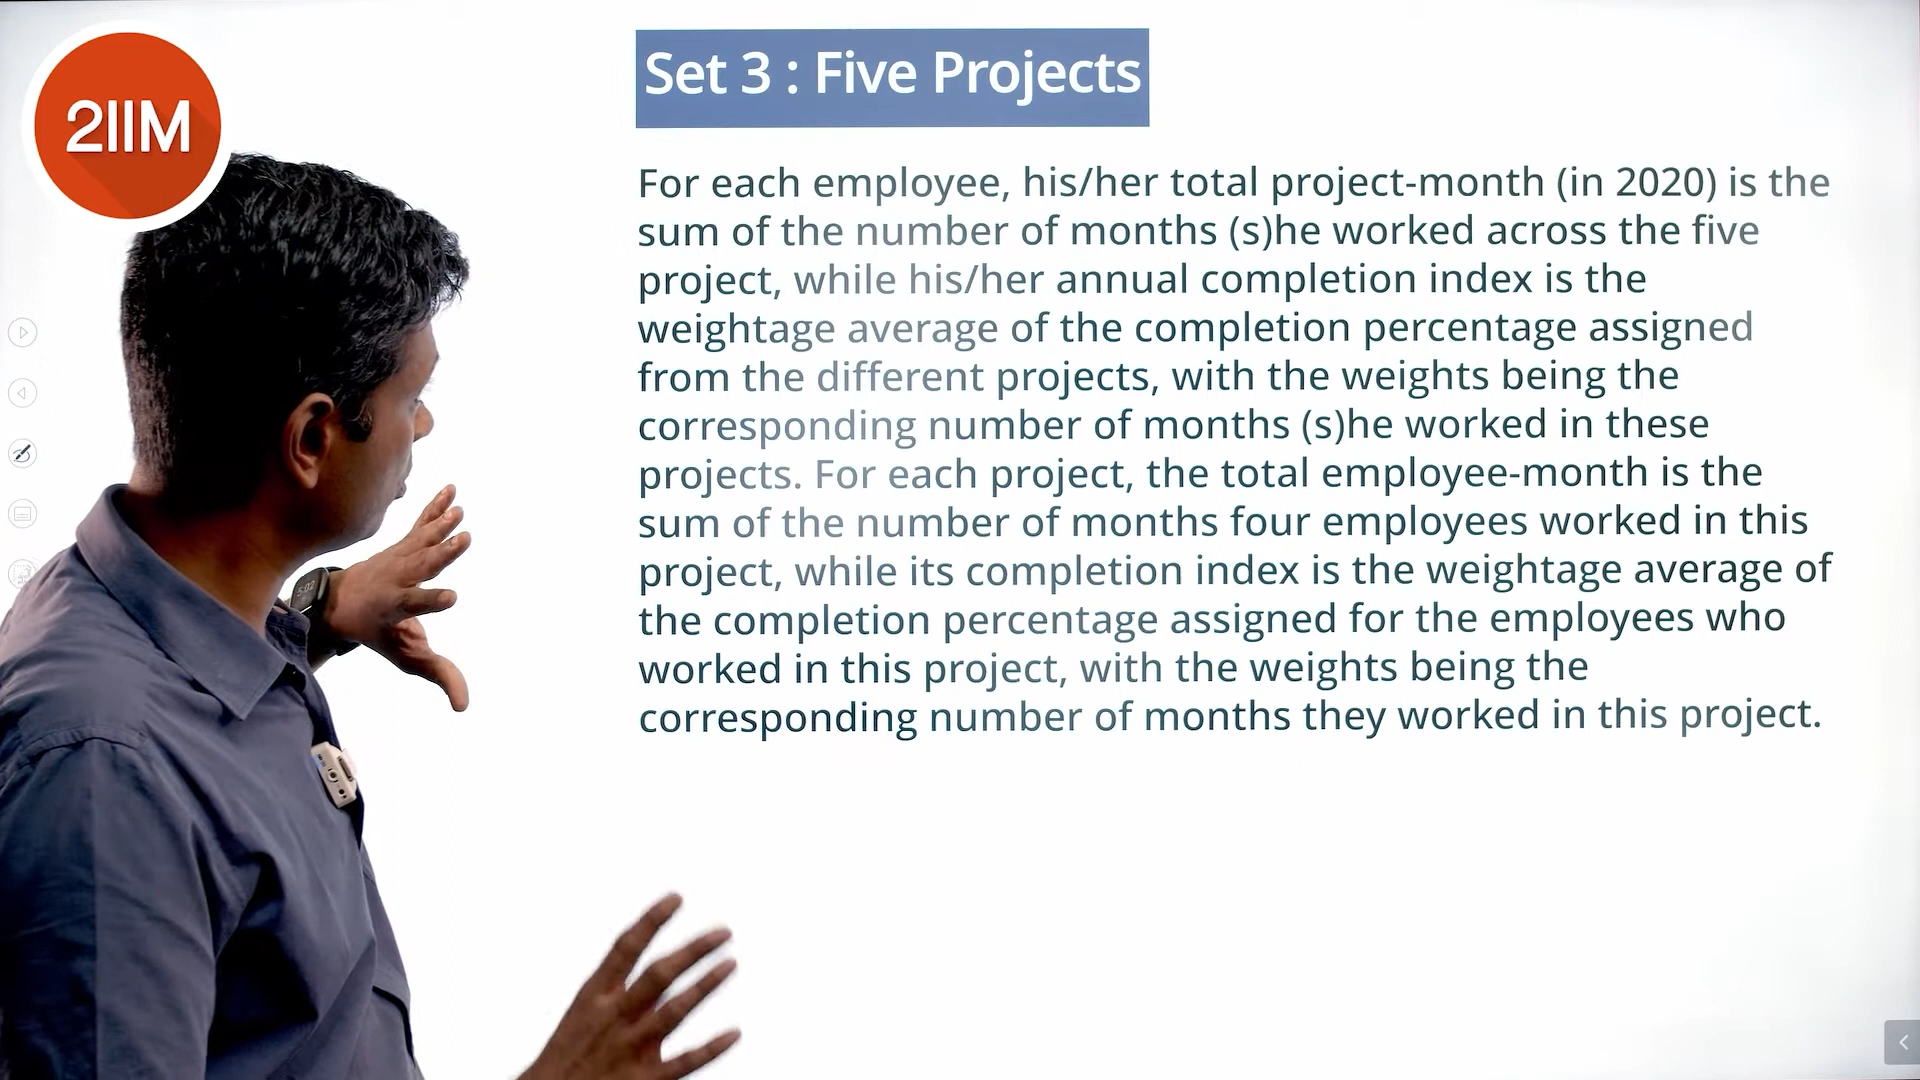 2IIM
Set 3 : Five Projects
For each employee, his/her total project-month (in 2020) is the
sum of the number of months (s)he worked across the five
project, while his/her annual completion index is the
weightage average of the completion percentage assigned
from the different projects, with the weights being the
corresponding number of months (s)he worked in these
projects. For each project, the total employee-month is the
sum of the number of months four employees worked in this
project, while its completion index is the weightage average of
the completion percentage assigned for the employees who
worked in this project, with the weights being the
corresponding number of months they worked in this project.
5:02